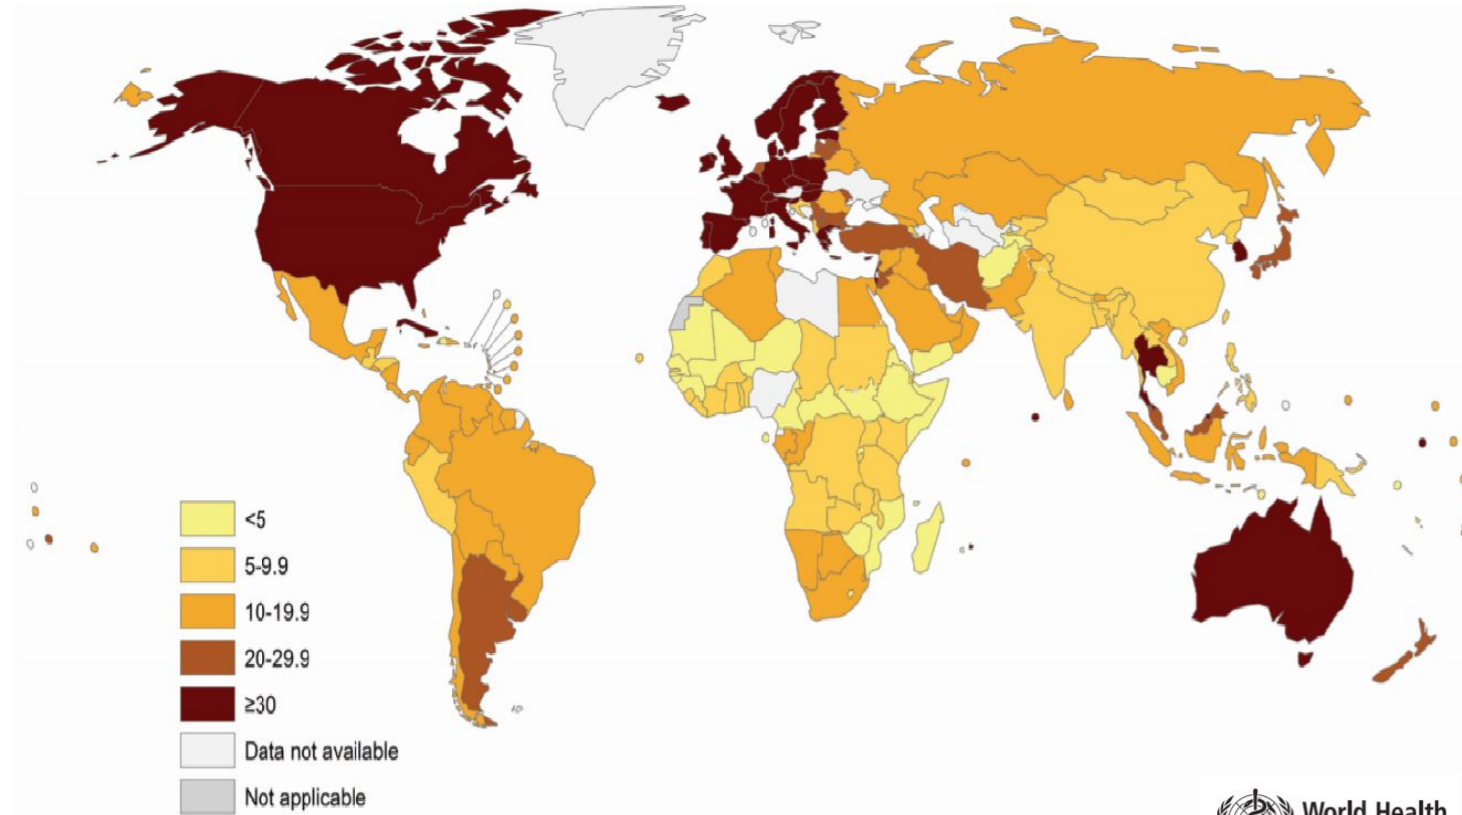 <5
5-9.9
10-19.9
20-29.9
≥30
Data not available
Not applicable
World Health